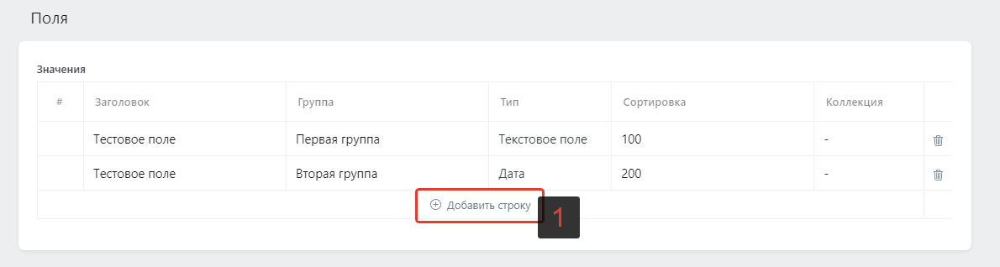 Поля
Значения
# Заголовок Группа Тип Сортировка Коллекция
Тестовое поле Первая группа Текстовое поле 100 -
Тестовое поле Вторая группа Дата 200 -
Добавить строку
1